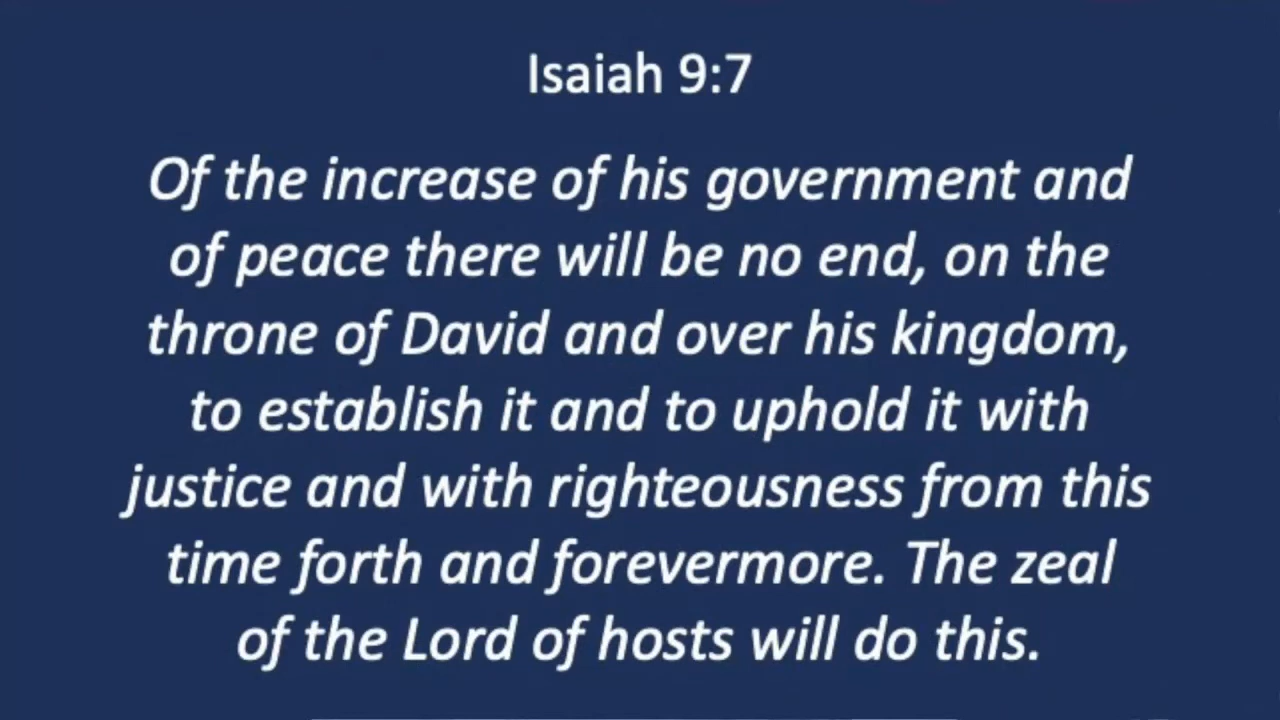 Isaiah 9:7
Of the increase of his government and
of peace there will be no end, on the
throne of David and over his kingdom,
to establish it and to uphold it with
justice and with righteousness from this
time forth and forevermore. The zeal
of the Lord of hosts will do this.